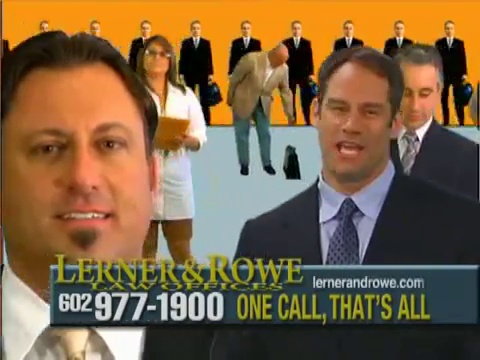 LERNER & ROWE
LAW OFFICES
lernerandrowe.com
602 977-1900 ONE CALL, THAT'S ALL